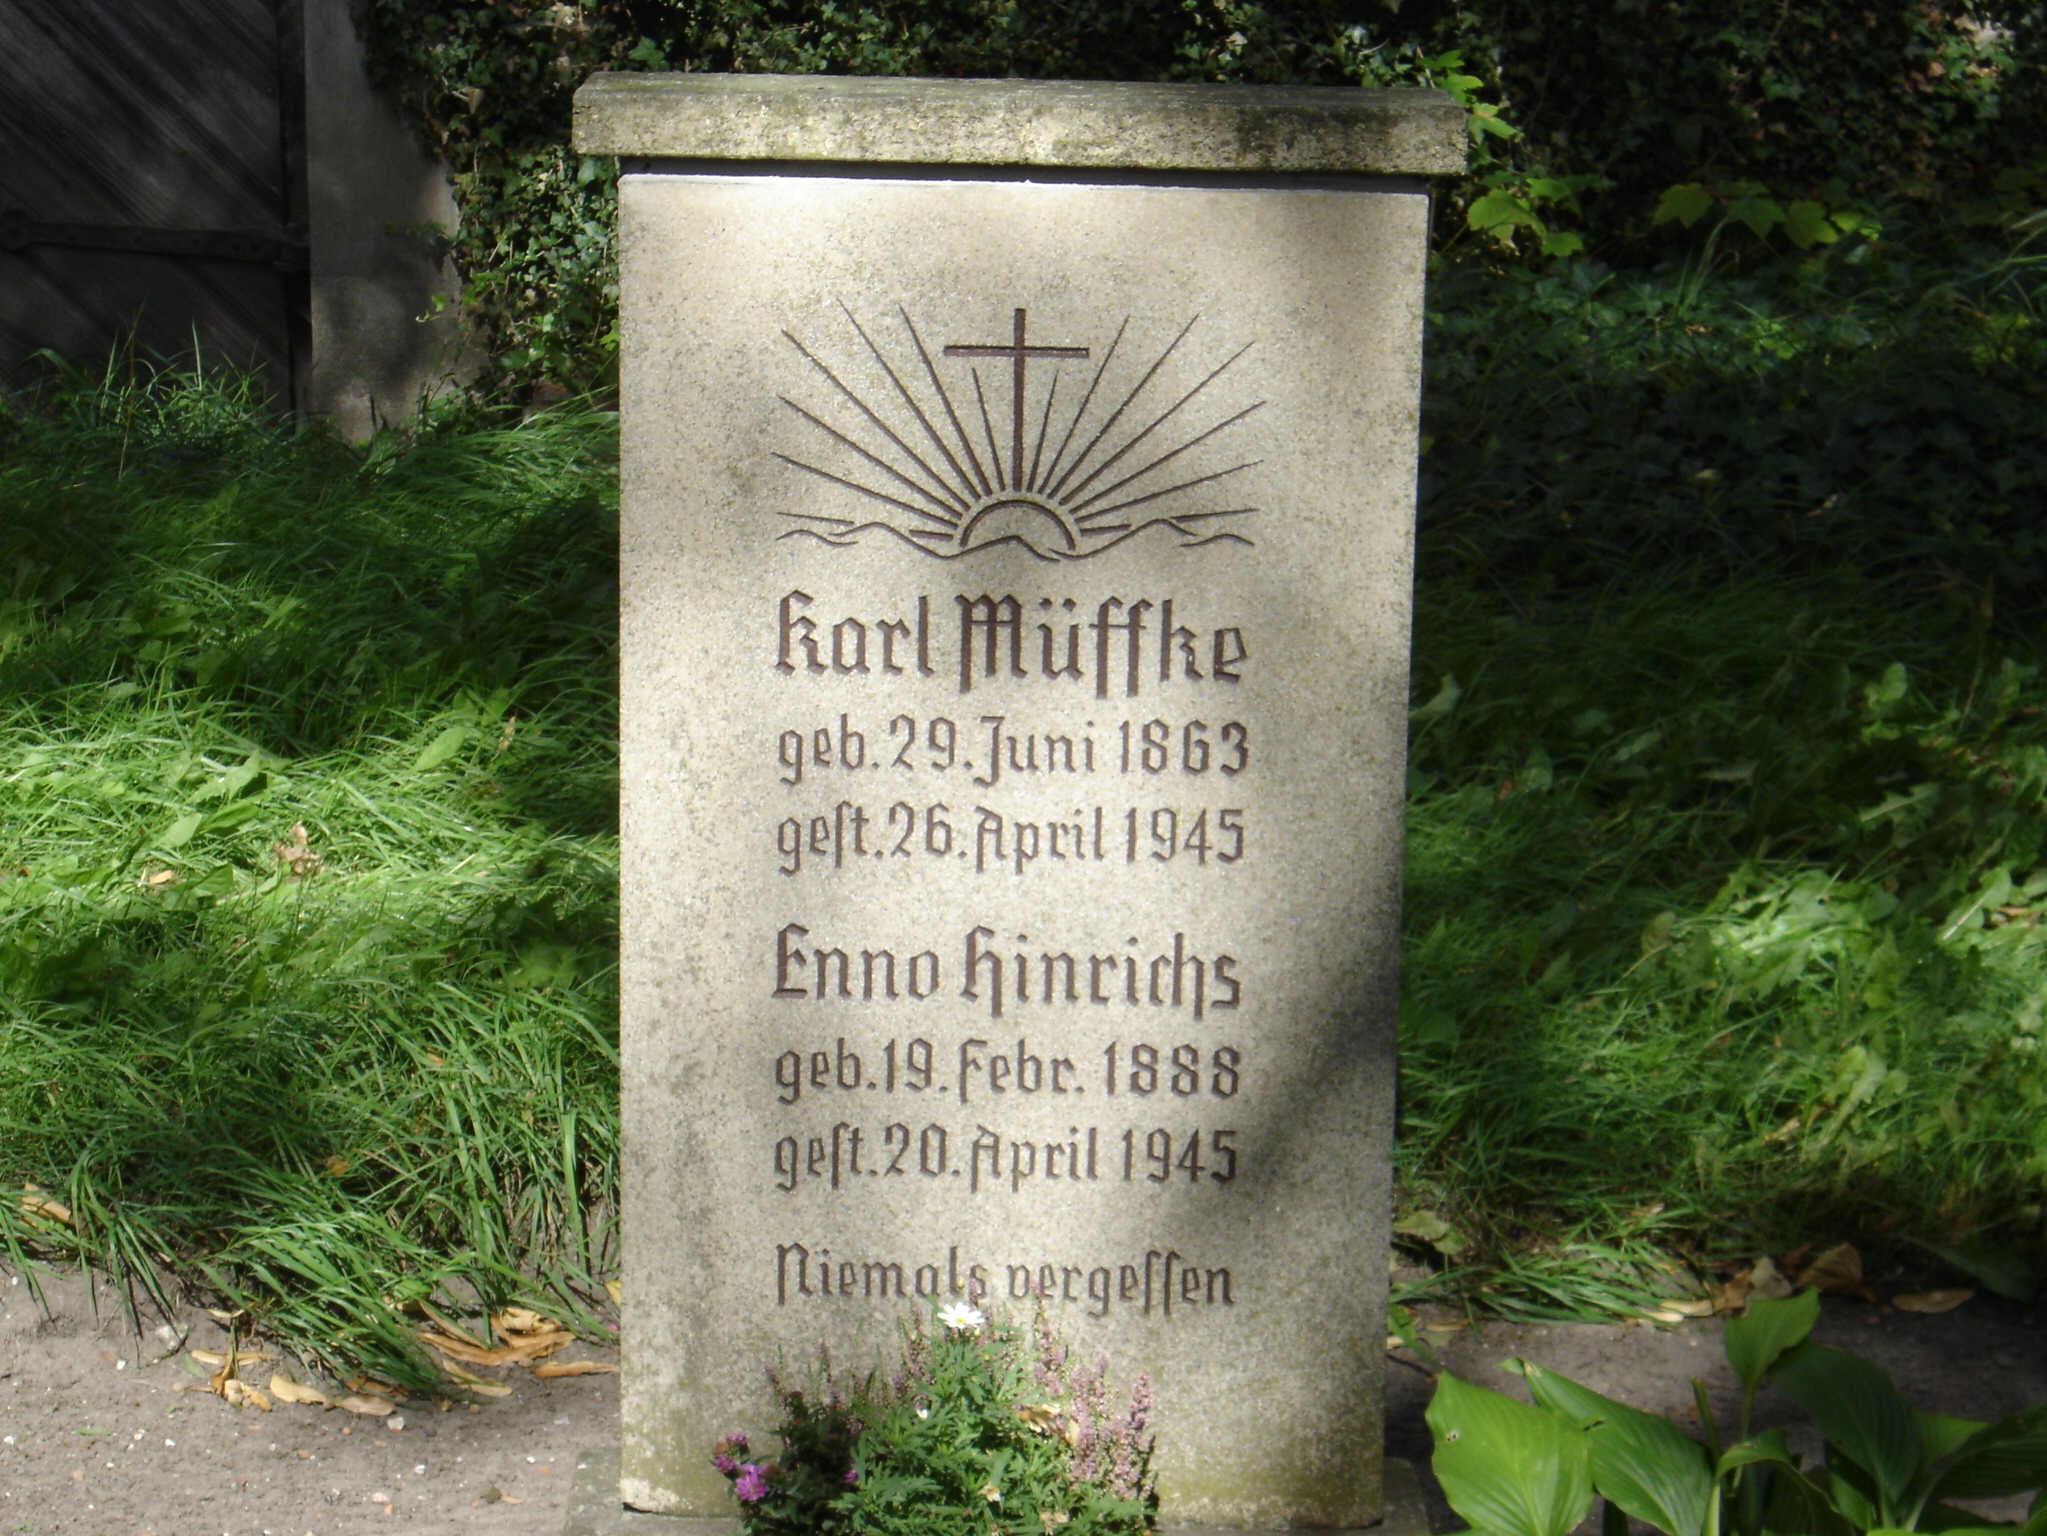 Karl Müffke
geb. 29. Juni 1863
gest. 26. April 1945
Enno Hinrichs
geb. 19. Febr. 1888
gest. 20. April 1945
Niemals vergessen